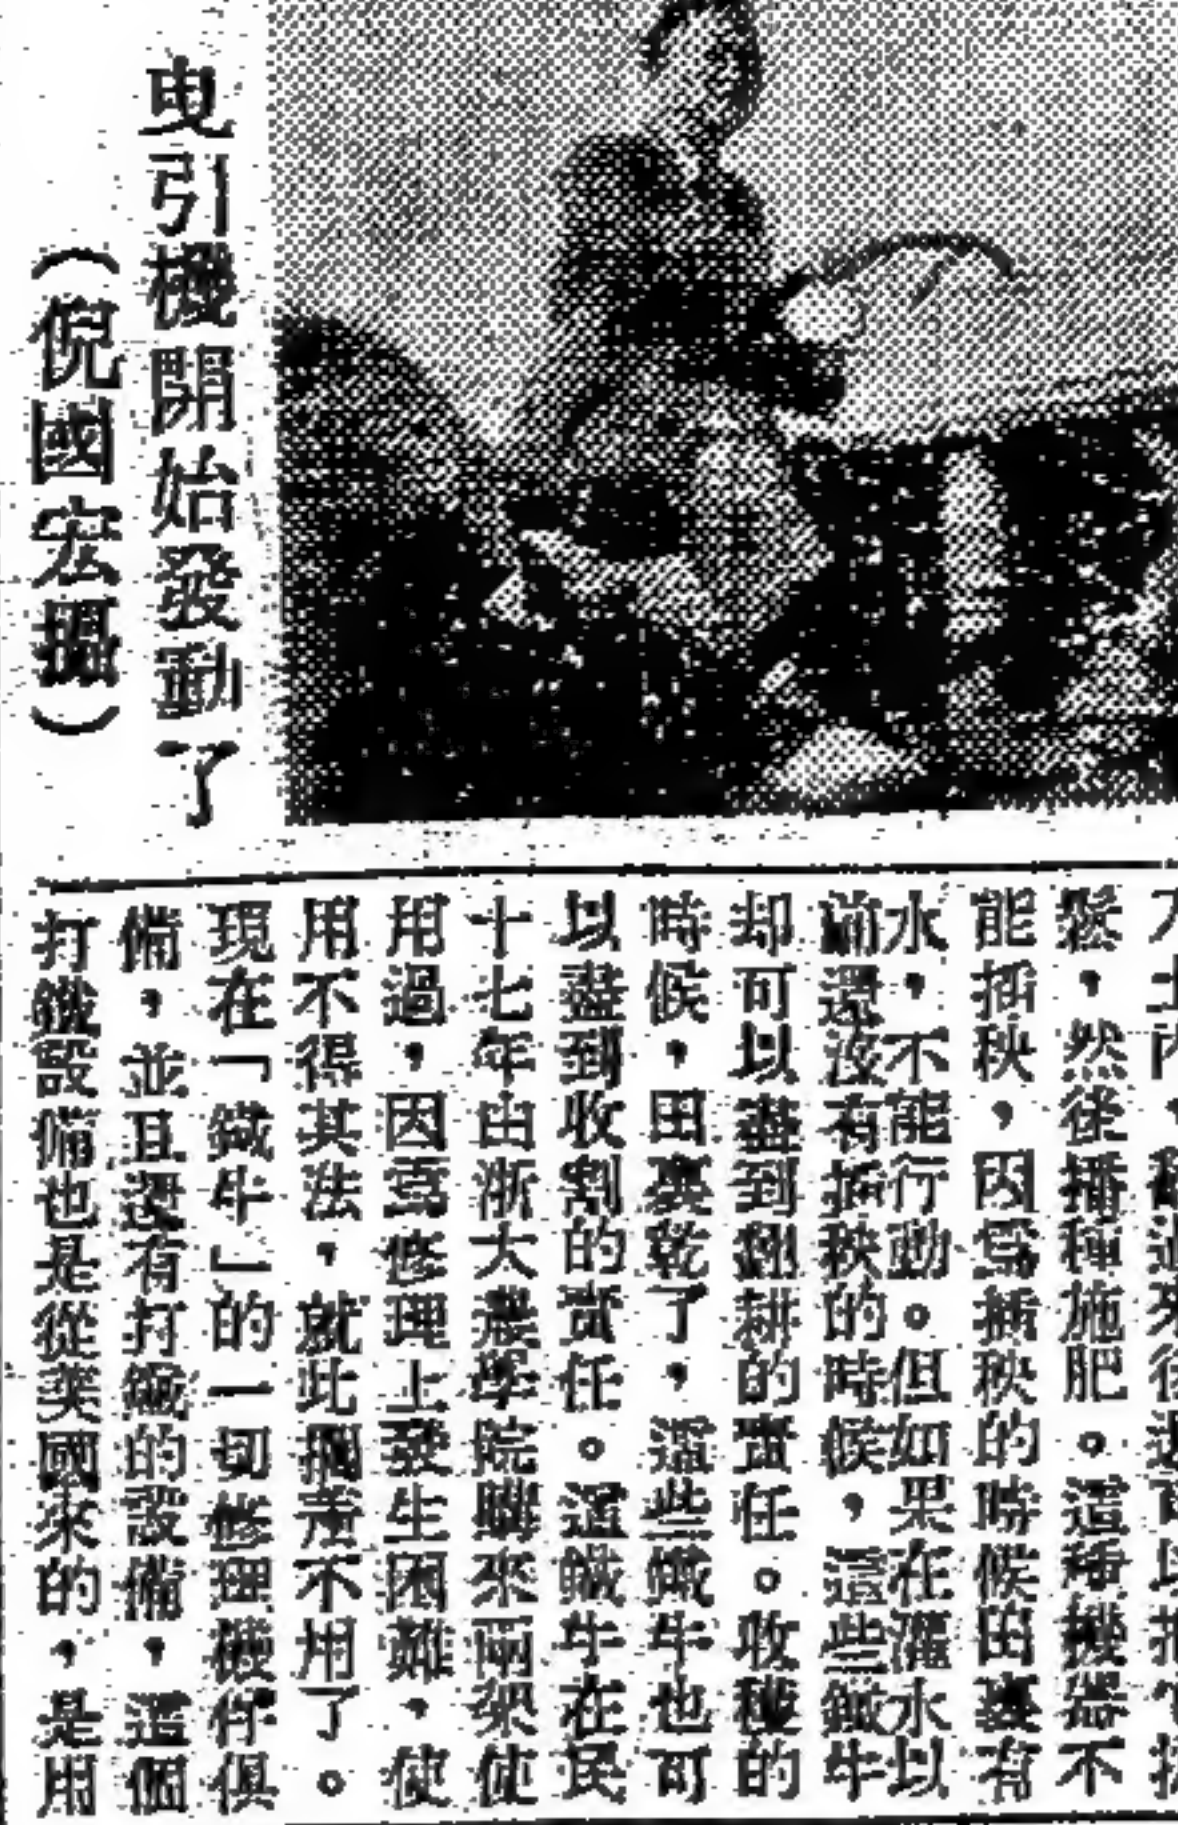 曳引機開始發動了
(倪國宏攝)
鬆，然後播種施肥。這種機器不
能插秧，因爲插秧的時候田裏有
水，不能行動。但如果在灌水以
前還沒有插秧的時候，這些鐵牛
却可以盡到翻耕的責任。收穫的
時候，田裏乾了，這些鐵牛也可
以盡到收割的責任。這鐵牛在民
十七年由浙大農學院購來兩架使
用過，因爲修理上發生困難，使
用不得其法，就此擱着不用了。
現在「鐵牛」的一切修理機件俱
備，並且還有打鐵的設備，這個
打鐵設備也是從英國來的，是用